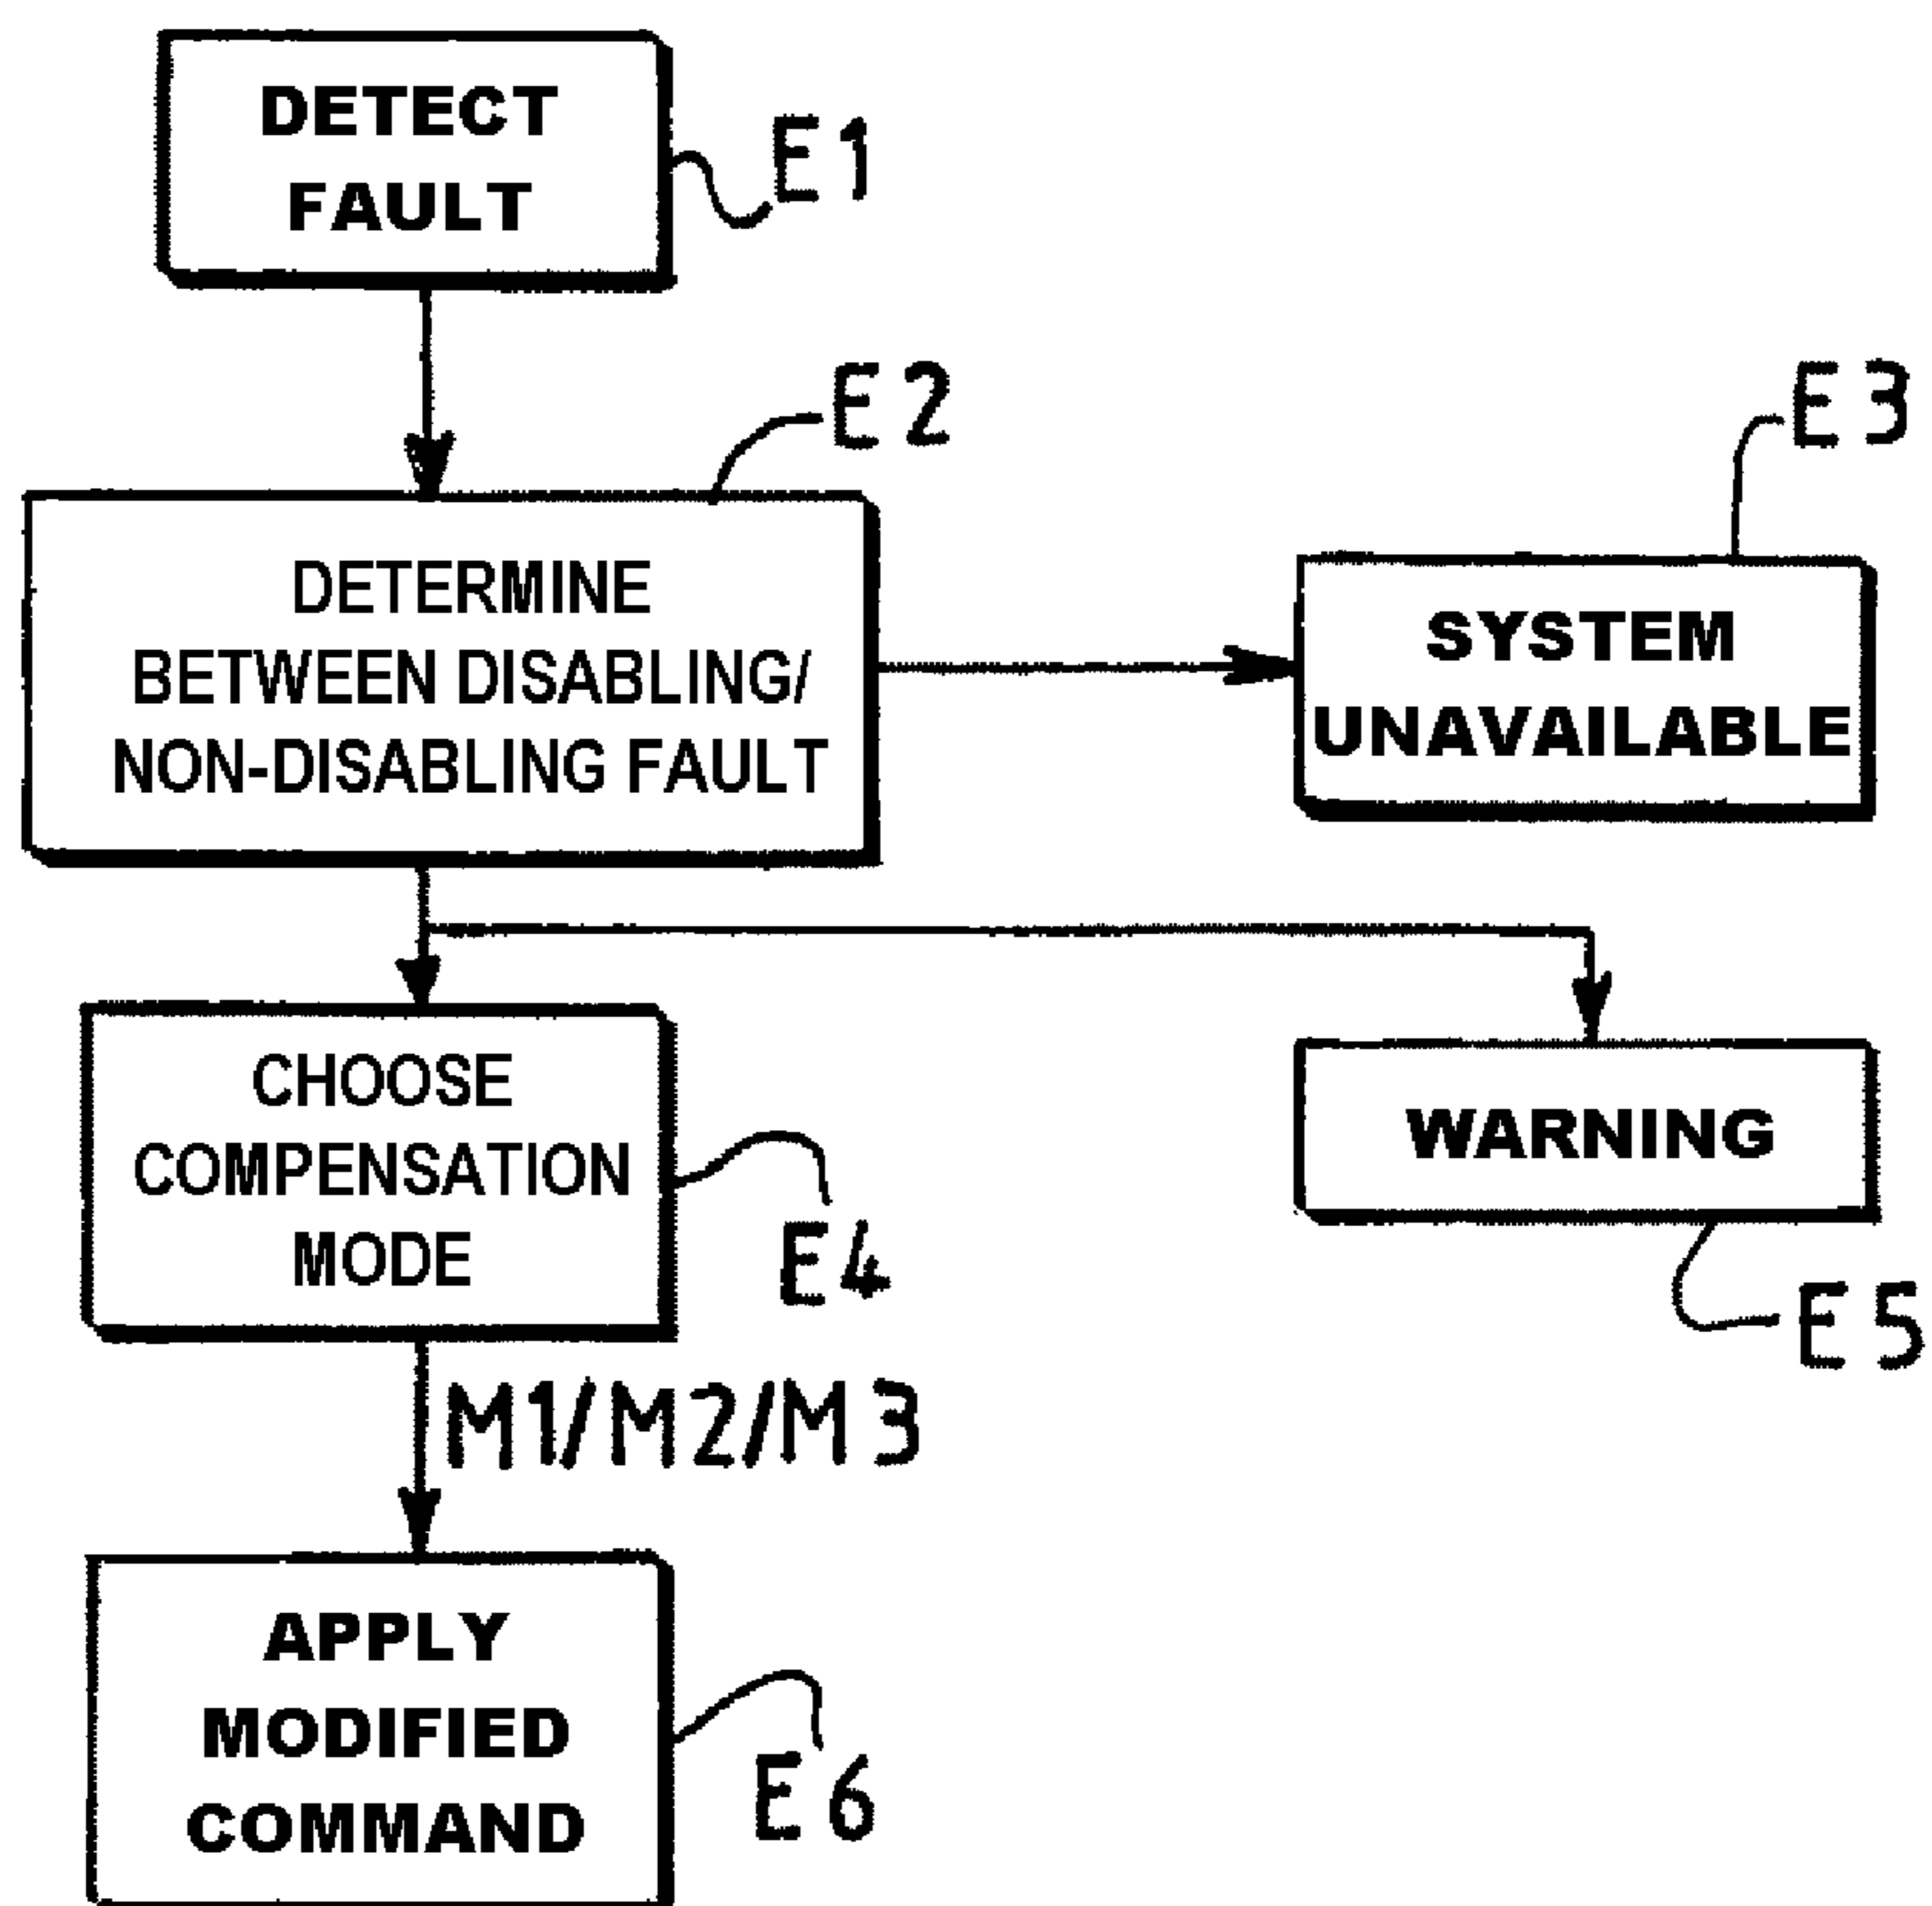 DETECT
FAULT
E1
E2
E3
DETERMINE
BETWEEN DISABLING/
NON-DISABLING FAULT
SYSTEM
UNAVAILABLE
CHOOSE
COMPENSATION
MODE
E4
WARNING
E5
M1/M2/M3
APPLY
MODIFIED
COMMAND
E6